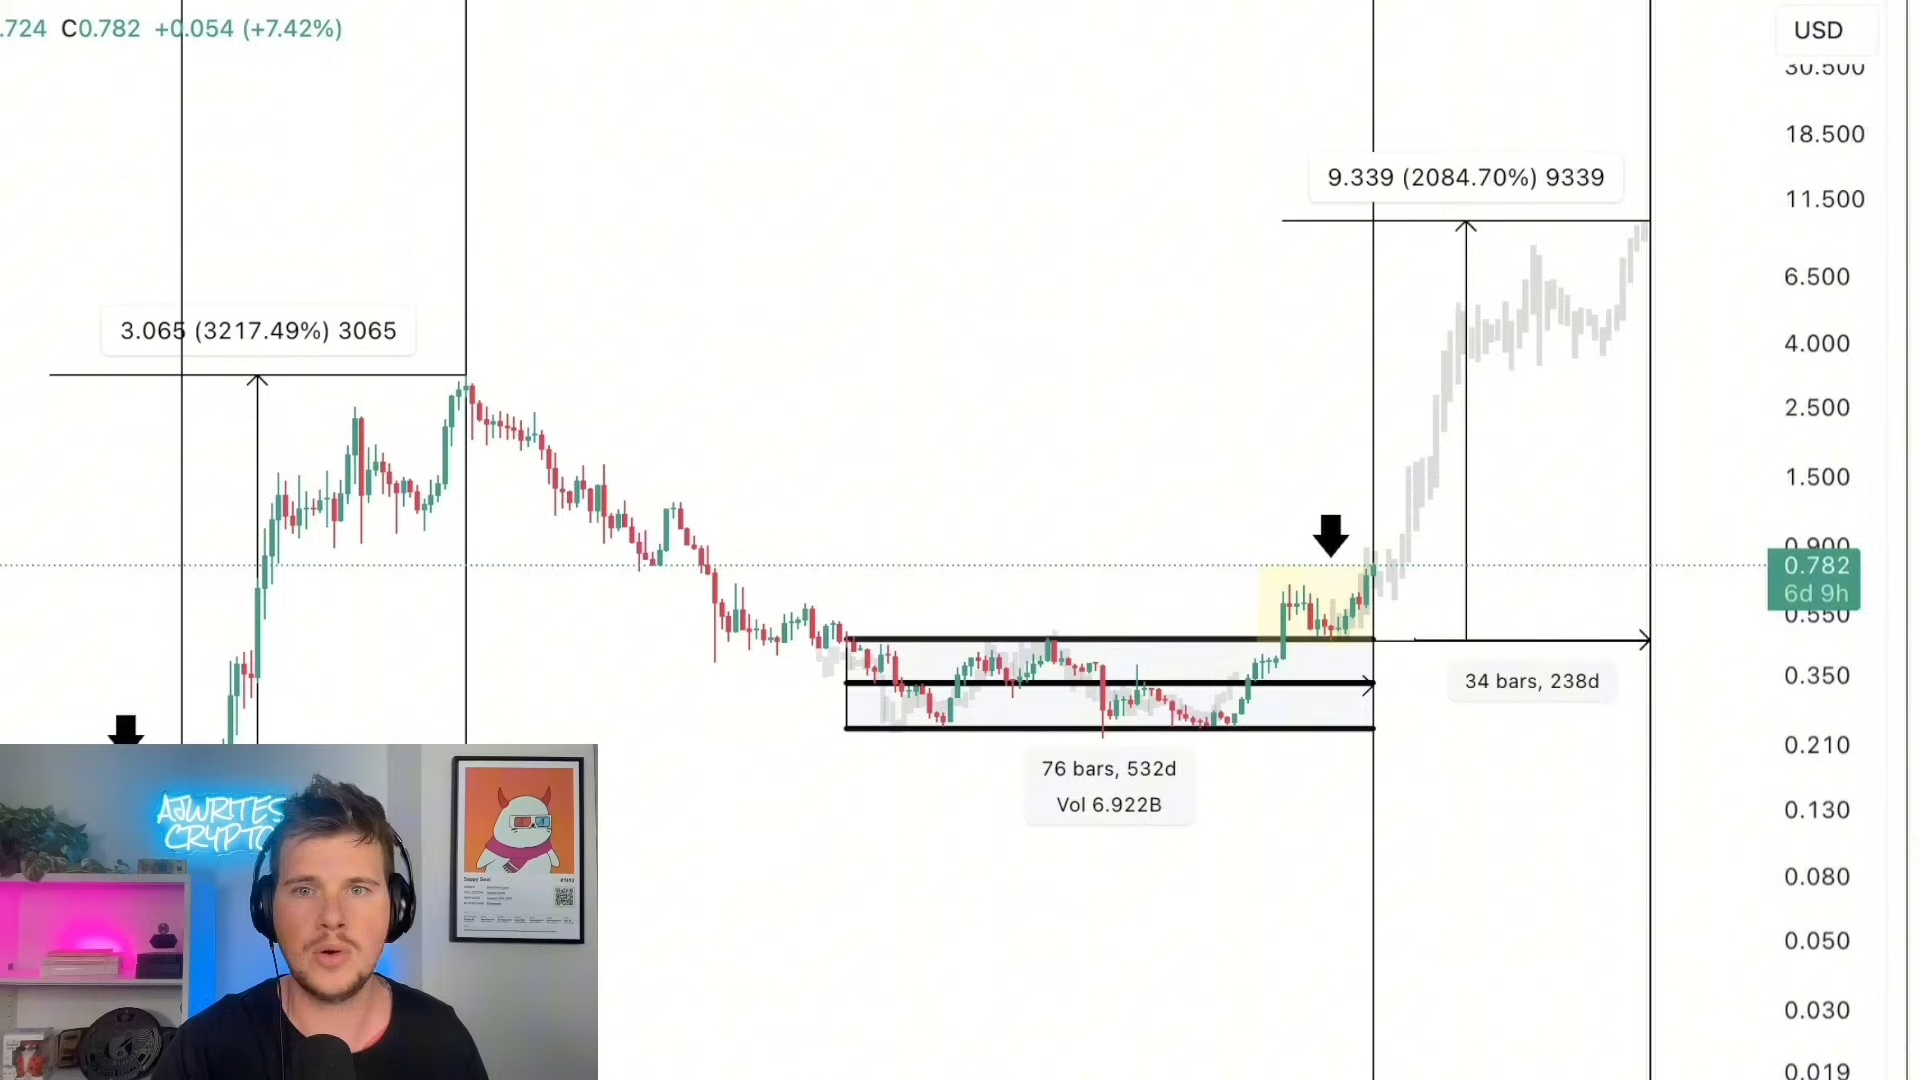 .724 C0.782 +0.054 (+7.42%)
USD
30.500
18.500
9.339 (2084.70%) 9339
11.500
6.500
3.065 (3217.49%) 3065
4.000
2.500
1.500
0.900
0.782
6d 9h
0.550
34 bars, 238d
0.350
0.210
76 bars, 532d
Vol 6.922B
0.130
0.080
0.050
0.030
0.019
AJWRITES
CRYPTO
Sappy Seal